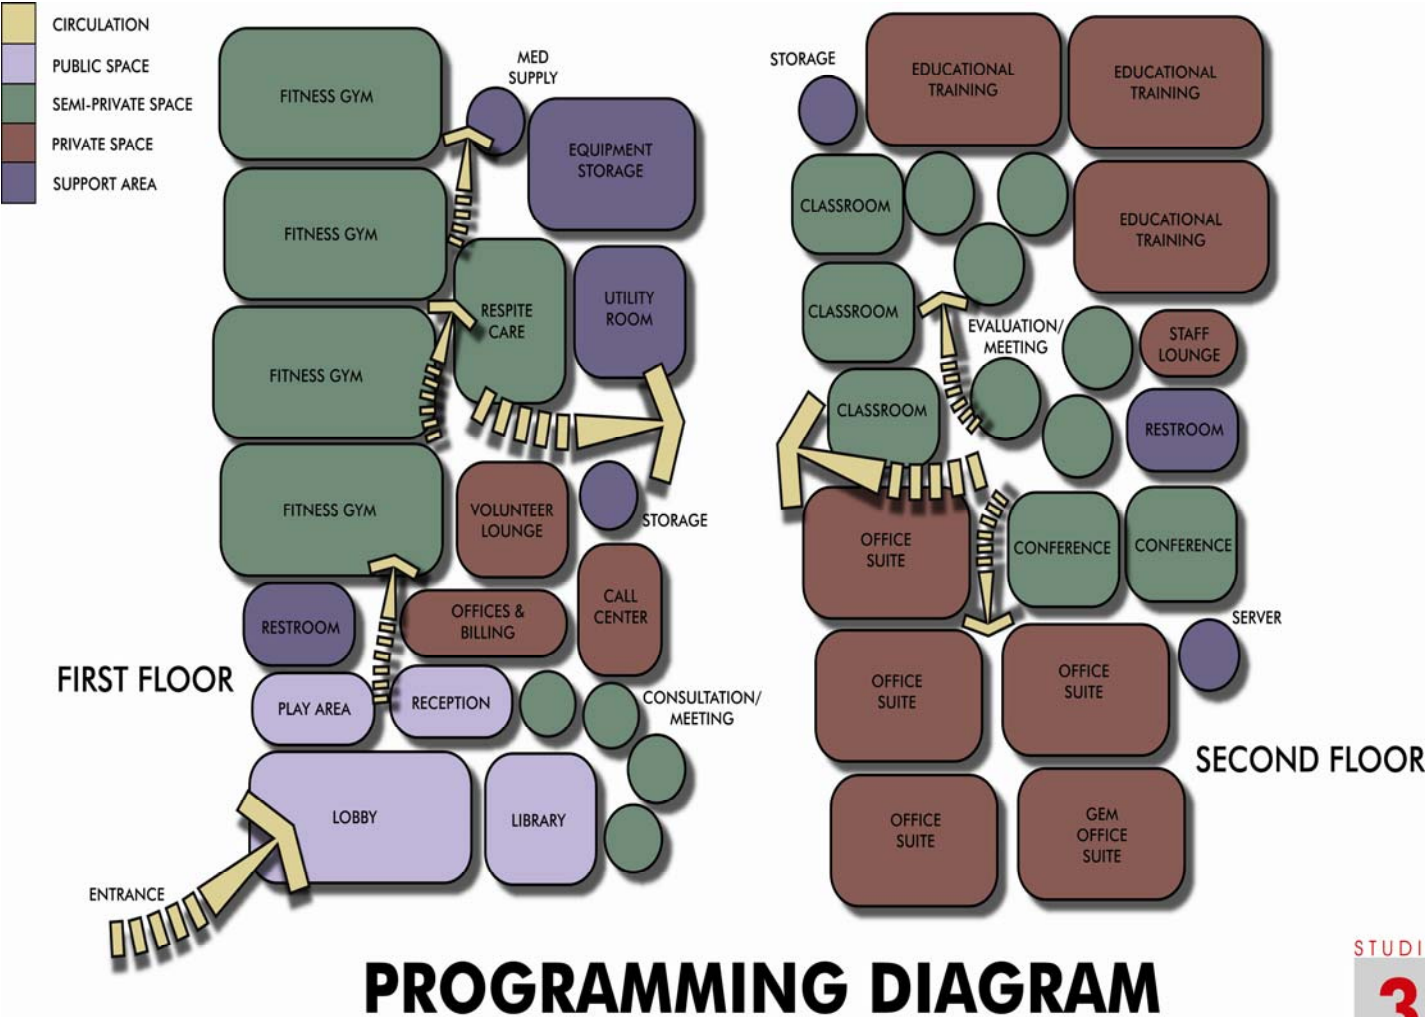 CIRCULATION
PUBLIC SPACE
SEMI-PRIVATE SPACE
PRIVATE SPACE
SUPPORT AREA
FITNESS GYM
MED
SUPPLY
EQUIPMENT
STORAGE
FITNESS GYM
RESPITE
CARE
UTILITY
ROOM
FITNESS GYM
FITNESS GYM
VOLUNTEER
LOUNGE
STORAGE
CALL
CENTER
OFFICES &
BILLING
RESTROOM
FIRST FLOOR
PLAY AREA
RECEPTION
CONSULTATION/
MEETING
LOBBY
LIBRARY
ENTRANCE
STORAGE
EDUCATIONAL
TRAINING
EDUCATIONAL
TRAINING
CLASSROOM
EDUCATIONAL
TRAINING
CLASSROOM
EVALUATION/
MEETING
STAFF
LOUNGE
CLASSROOM
RESTROOM
OFFICE
SUITE
CONFERENCE
CONFERENCE
SERVER
OFFICE
SUITE
OFFICE
SUITE
SECOND FLOOR
OFFICE
SUITE
GEM
OFFICE
SUITE
PROGRAMMING DIAGRAM
STUDI
3